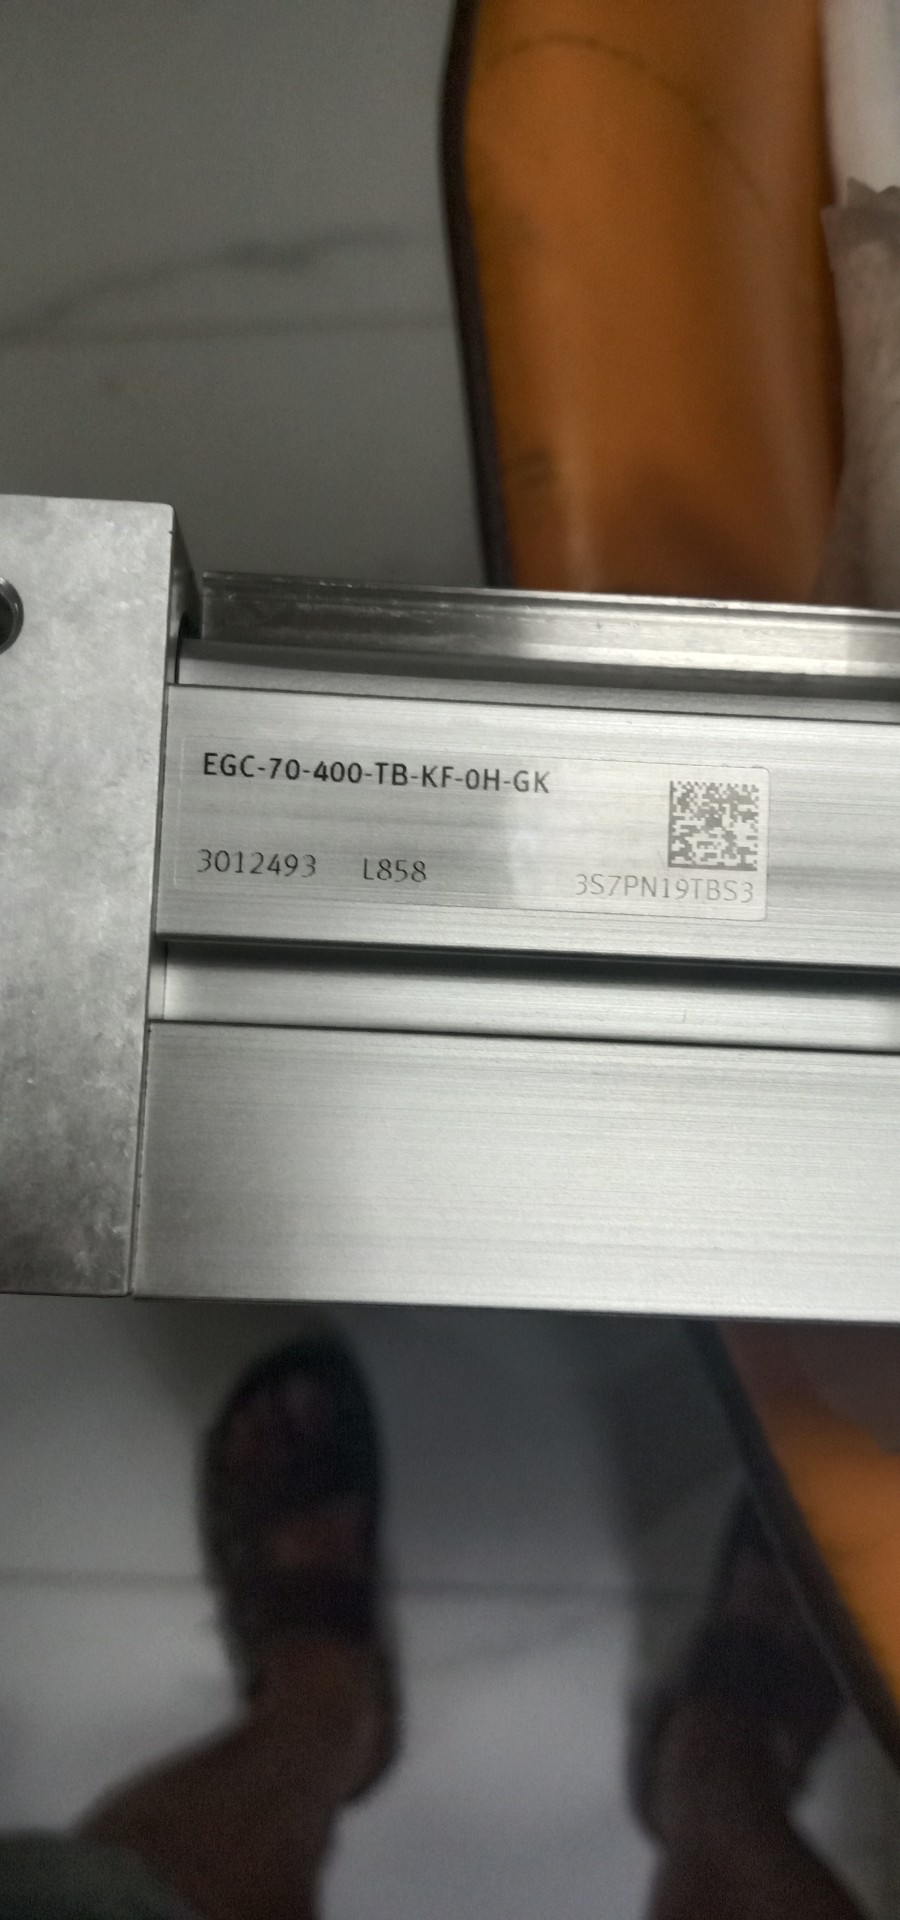 EGC-70-400-TB-KF-0H-GK
3012493 L858
3S7PN19TBS3